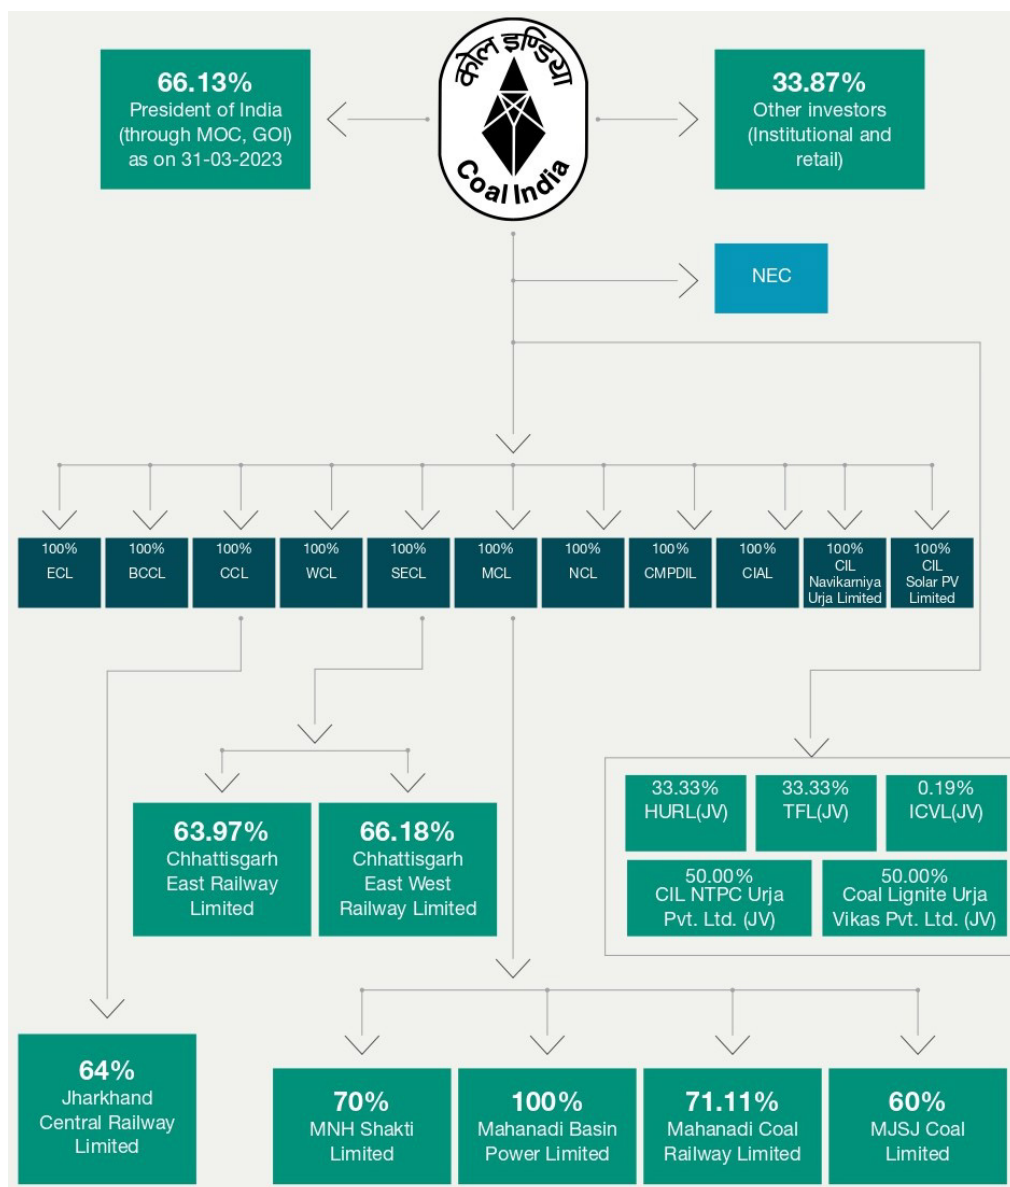 कोल इण्डिया
Coal India
66.13%
President of India
(through MOC, GOI)
as on 31-03-2023
33.87%
Other investors
(Institutional and
retail)
NEC
100%
ECL
100%
BCCL
100%
CCL
100%
WCL
100%
SECL
100%
MCL
100%
NCL
100%
CMPDIL
100%
CIAL
100%
CIL
Navikarniya
Urja Limited
100%
CIL
Solar PV
Limited
63.97%
Chhattisgarh
East Railway
Limited
66.18%
Chhattisgarh
East West
Railway Limited
33.33%
HURL(JV)
33.33%
TFL(JV)
0.19%
ICVL(JV)
50.00%
CIL NTPC Urja
Pvt. Ltd. (JV)
50.00%
Coal Lignite Urja
Vikas Pvt. Ltd. (JV)
64%
Jharkhand
Central Railway
Limited
70%
MNH Shakti
Limited
100%
Mahanadi Basin
Power Limited
71.11%
Mahanadi Coal
Railway Limited
60%
MJSJ Coal
Limited